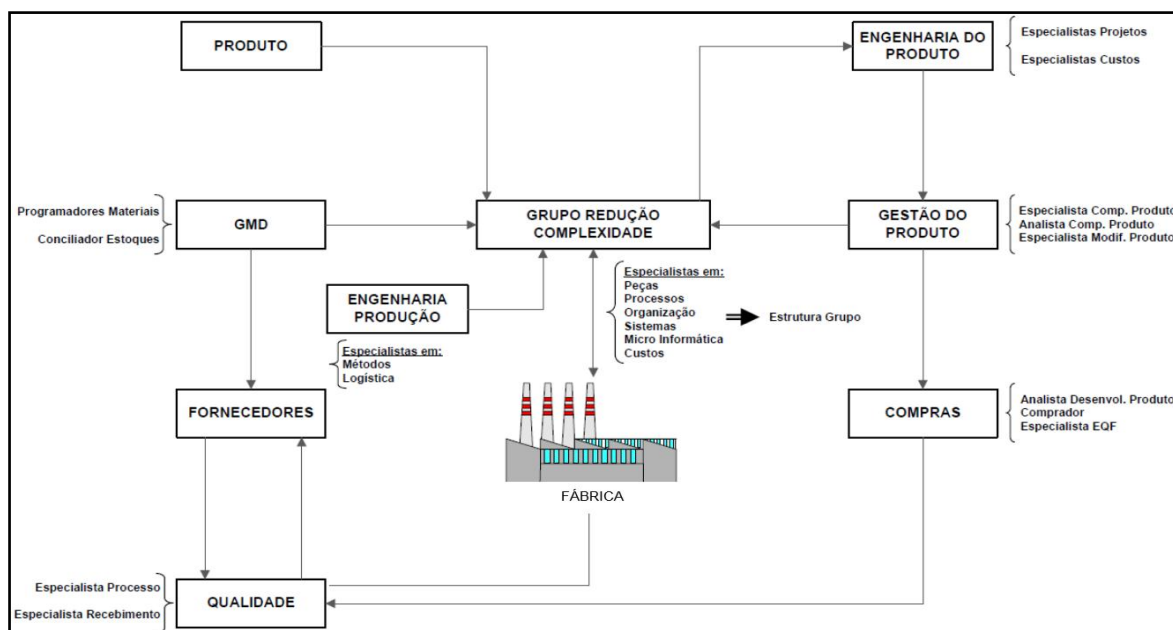 PRODUTO
ENGENHARIA DO
PRODUTO
Especialistas Projetos
Especialistas Custos
Programadores Materiais
Conciliador Estoques
GMD
GRUPO REDUÇÃO
COMPLEXIDADE
GESTÃO DO
PRODUTO
Especialista Comp. Produto
Analista Comp. Produto
Especialista Modif. Produto
ENGENHARIA
PRODUÇÃO
Especialistas em:
Peças
Processos
Organização
Sistemas
Micro Informática
Custos
Estrutura Grupo
Especialistas em:
Métodos
Logística
FORNECEDORES
COMPRAS
Analista Desenvol. Produto
Comprador
Especialista EQF
FÁBRICA
Especialista Processo
Especialista Recebimento
QUALIDADE